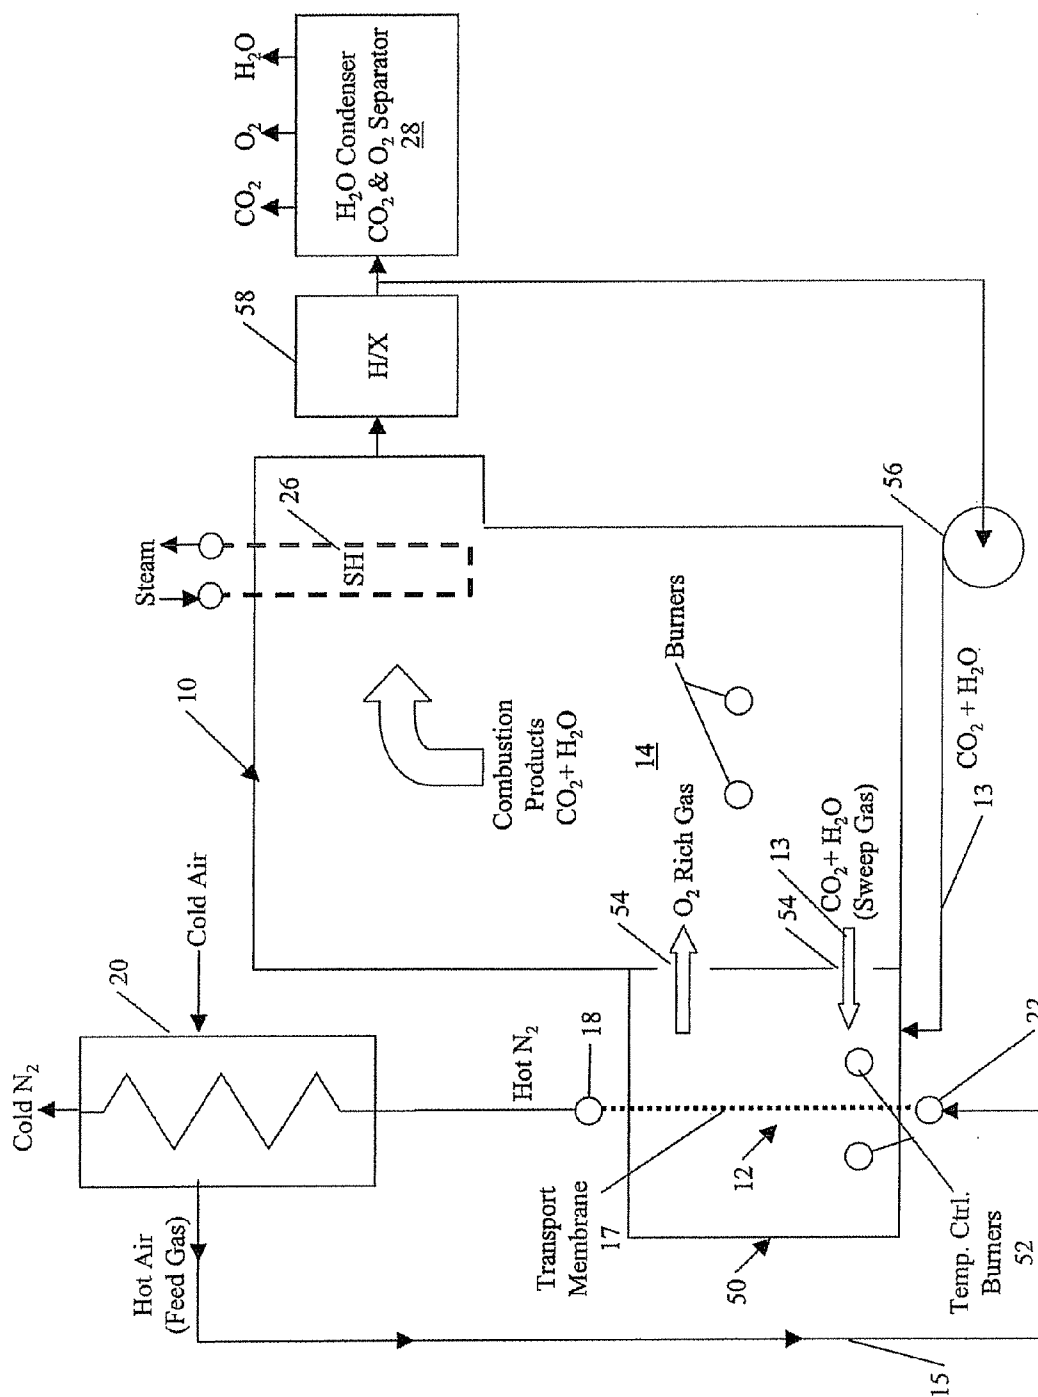 Cold N₂
20
Cold Air
Hot Air
(Feed Gas)
Hot N₂
18
Transport
Membrane
17
12
50
Temp. Ctrl.
Burners
52
22
15
10
Steam
SH
26
Combustion
Products
CO₂+ H₂O
14
Burners
54
O₂ Rich Gas
54
13
CO₂+ H₂O
(Sweep Gas)
13
CO₂ + H₂O
56
58
H/X
CO₂
O₂
H₂O
H₂O Condenser
CO₂ & O₂ Separator
28